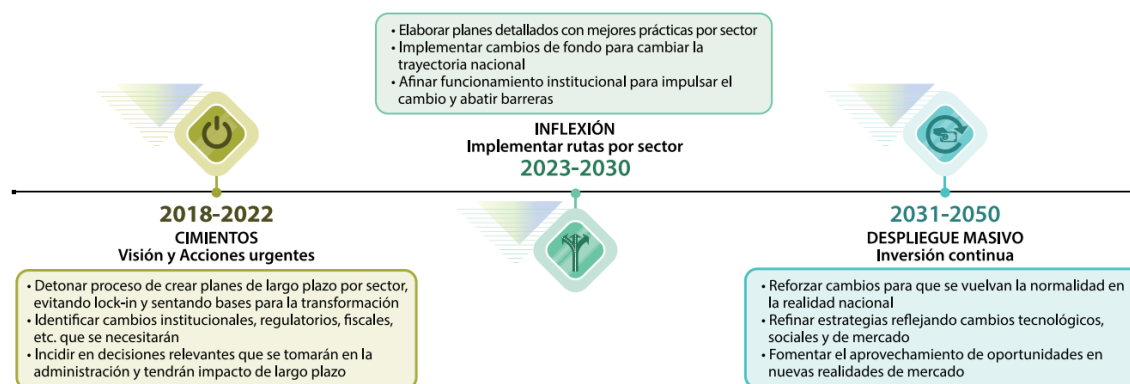 • Elaborar planes detallados con mejores prácticas por sector
• Implementar cambios de fondo para cambiar la
trayectoria nacional
• Afinar funcionamiento institucional para impulsar el
cambio y abatir barreras
INFLEXIÓN
Implementar rutas por sector
2023-2030
2018-2022
CIMIENTOS
Visión y Acciones urgentes
• Detonar proceso de crear planes de largo plazo por sector,
evitando lock-in y sentando bases para la transformación
• Identificar cambios institucionales, regulatorios, fiscales,
etc. que se necesitarán
• Incidir en decisiones relevantes que se tomarán en la
administración y tendrán impacto de largo plazo
2031-2050
DESPLIEGUE MASIVO
Inversión continua
• Reforzar cambios para que se vuelvan la normalidad en
la realidad nacional
• Refinar estrategias reflejando cambios tecnológicos,
sociales y de mercado
• Fomentar el aprovechamiento de oportunidades en
nuevas realidades de mercado